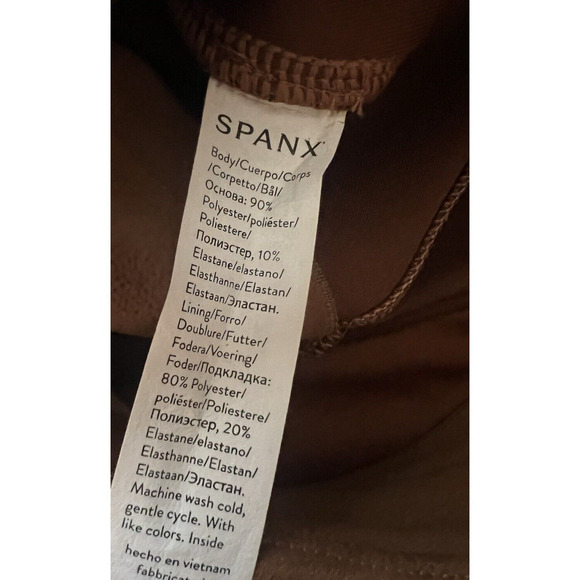 SPANX
Body/Cuerpo/Corps
/Corpetto/Bål/
Основа: 90%
Polyester/poliéster/
Poliestere/
Полиэстер, 10%
Elastane/elastano/
Elasthanne/Elastan/
Elastaan/Эластан.
Lining/Forro/
Doublure/Futter/
Fodera/Voering/
Foder/Подкладка:
80% Polyester/
poliéster/Poliestere/
Полиэстер, 20%
Elastane/elastano/
Elasthanne/Elastan/
Elastaan/Эластан.
Machine wash cold,
gentle cycle. With
like colors. Inside
hecho en vietnam